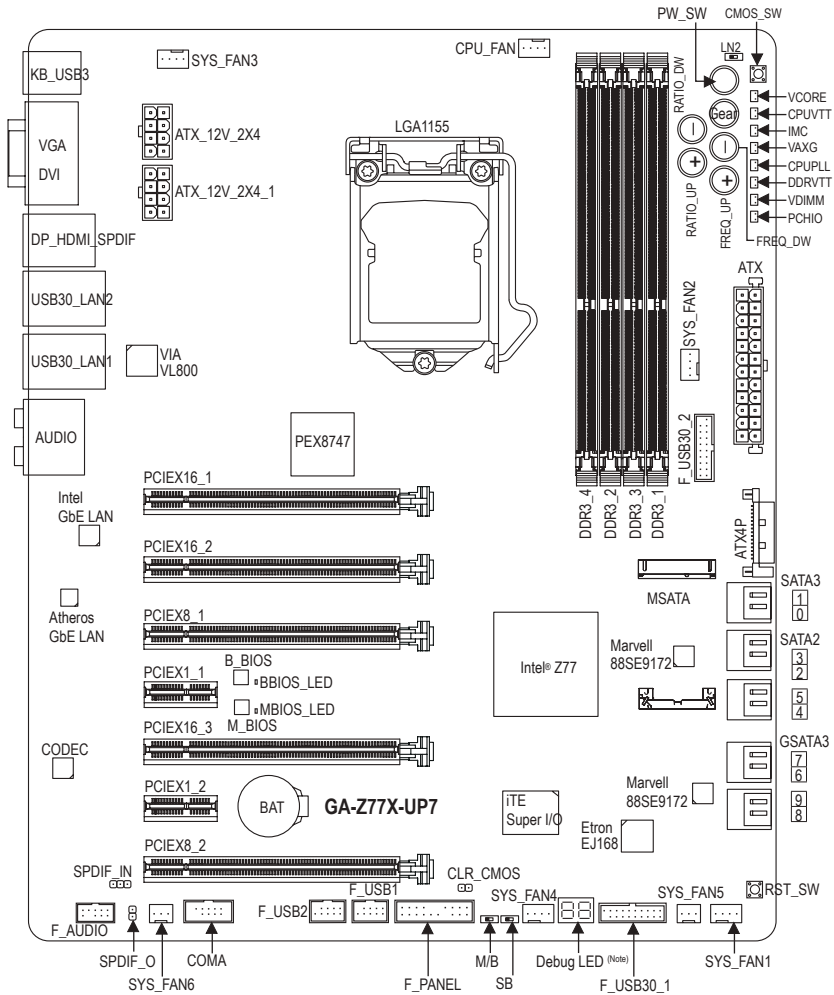 PW_SW
CMOS_SW
LN2
CPU_FAN
SYS_FAN3
KB_USB3
RATIO_DW
VCORE
CPUVTT
IMC
VAXG
CPUPLL
DDRVTT
VDIMM
PCHIO
Gear
RATIO_UP
FREQ_UP
FREQ_DW
VGA
DVI
ATX_12V_2X4
ATX_12V_2X4_1
LGA1155
DP_HDMI_SPDIF
USB30_LAN2
USB30_LAN1
VIA
VL800
SYS_FAN2
ATX
AUDIO
PEX8747
F_USB30_2
PCIEX16_1
Intel
GbE LAN
DDR3_4
DDR3_2
DDR3_3
DDR3_1
ATX4P
PCIEX16_2
MSATA
SATA3
1
0
Atheros
GbE LAN
PCIEX8_1
Intel® Z77
Marvell
88SE9172
SATA2
3
2
B_BIOS
BBIOS_LED
PCIEX1_1
MBIOS_LED
M_BIOS
5
4
PCIEX16_3
CODEC
GSATA3
7
6
PCIEX1_2
BAT
GA-Z77X-UP7
iTE
Super I/O
Marvell
88SE9172
9
8
Etron
EJ168
PCIEX8_2
SPDIF_IN
F_USB1
CLR_CMOS
SYS_FAN4
SYS_FAN5
RST_SW
F_USB2
F_AUDIO
SPDIF_O
SYS_FAN6
COMA
F_PANEL
M/B
SB
Debug LED (Note)
F_USB30_1
SYS_FAN1